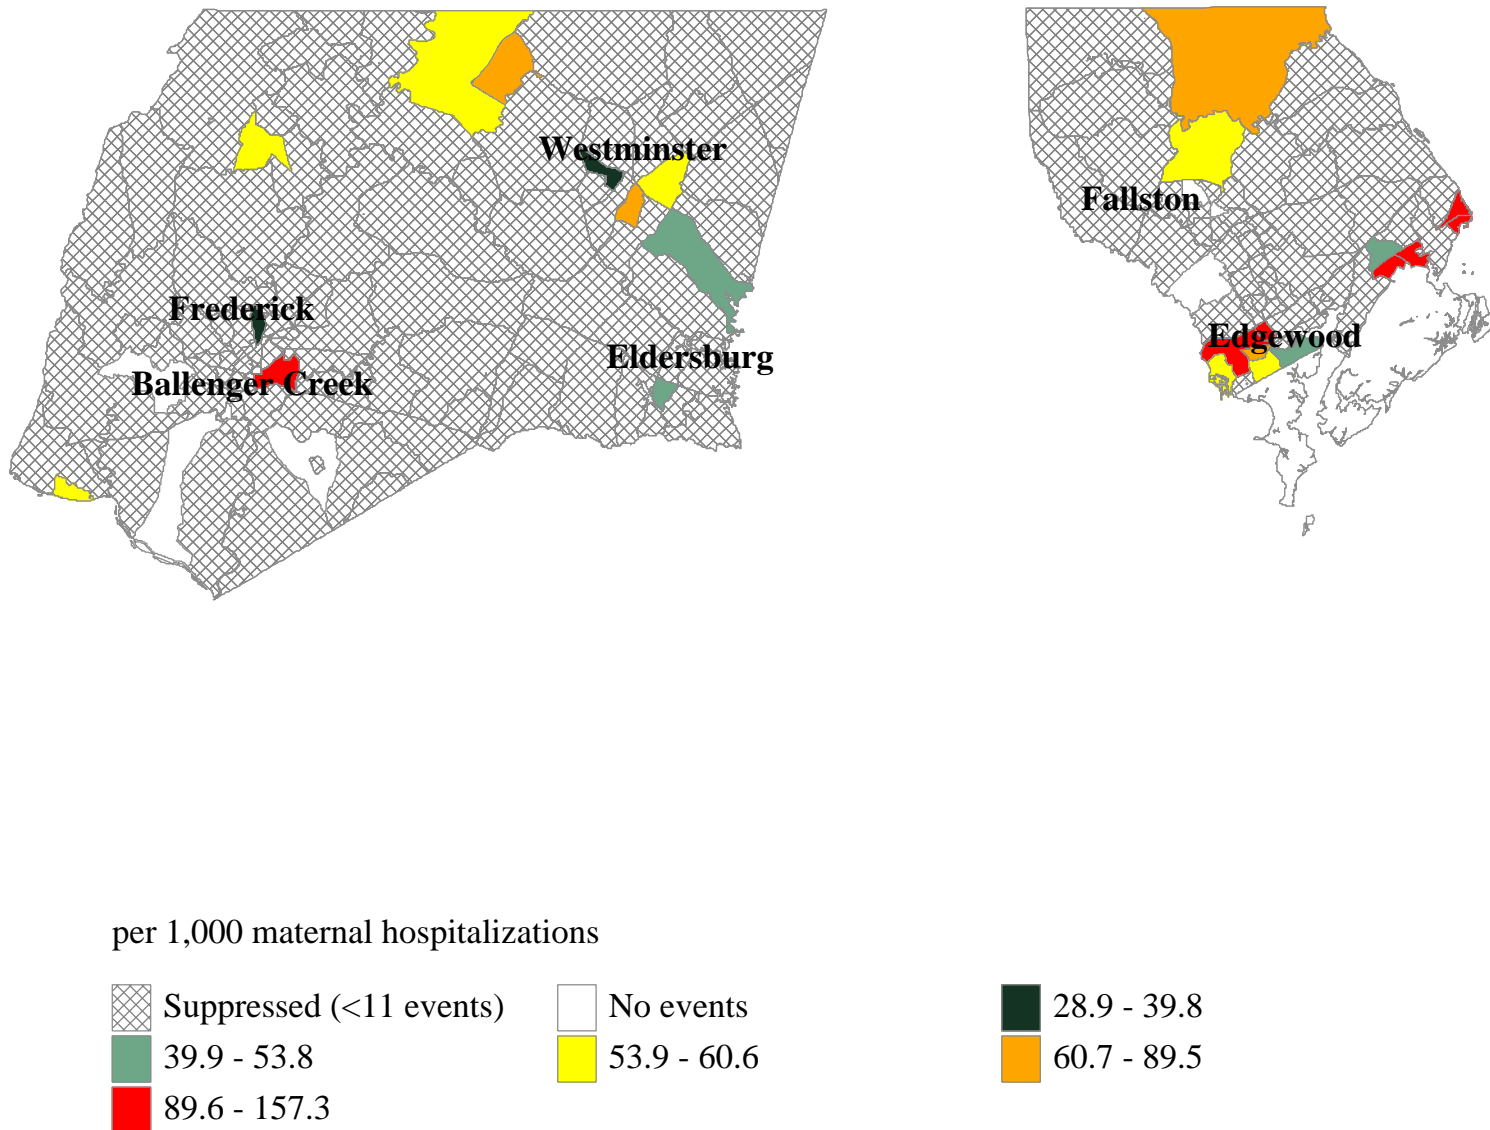 Westminster
Fallston
Frederick
Edgewood
Eldersburg
Ballenger Creek
per 1,000 maternal hospitalizations
Suppressed (<11 events)
No events
28.9 - 39.8
39.9 - 53.8
53.9 - 60.6
60.7 - 89.5
89.6 - 157.3